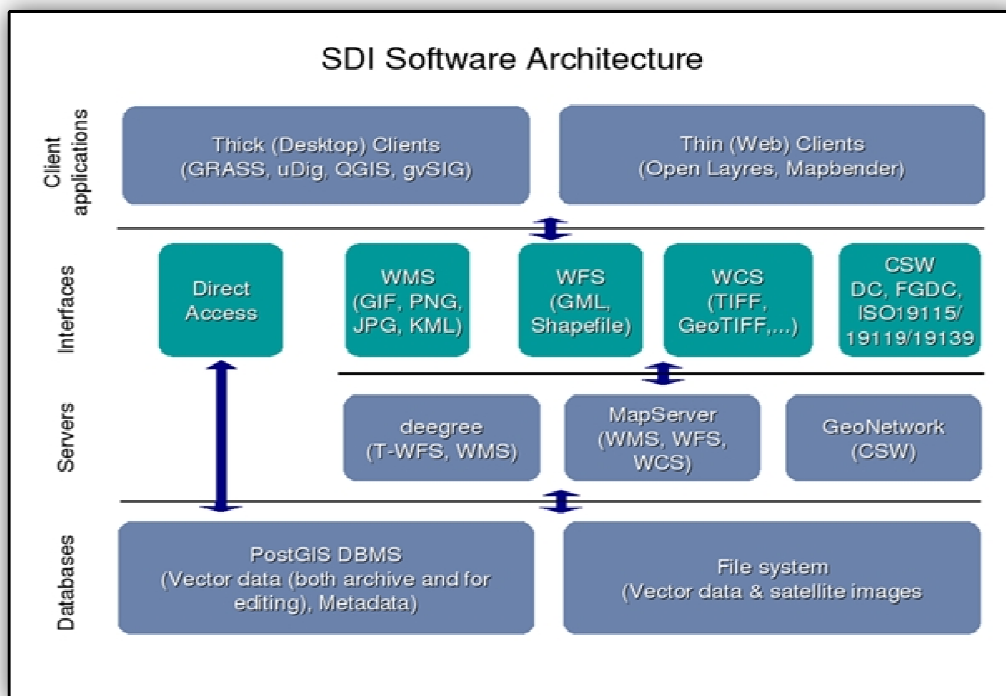 SDI Software Architecture
Client
applications
Thick (Desktop) Clients
(GRASS, uDig, QGIS, gvSIG)
Thin (Web) Clients
(Open Layres, Mapbender)
Interfaces
Direct
Access
WMS
(GIF, PNG,
JPG, KML)
WFS
(GML,
Shapefile)
WCS
(TIFF,
GeoTIFF,...)
CSW
DC, FGDC,
ISO19115/
19119/19139
Servers
deegree
(T-WFS, WMS)
MapServer
(WMS, WFS,
WCS)
GeoNetwork
(CSW)
Databases
PostGIS DBMS
(Vector data (both archive and for
editing), Metadata)
File system
(Vector data & satellite images